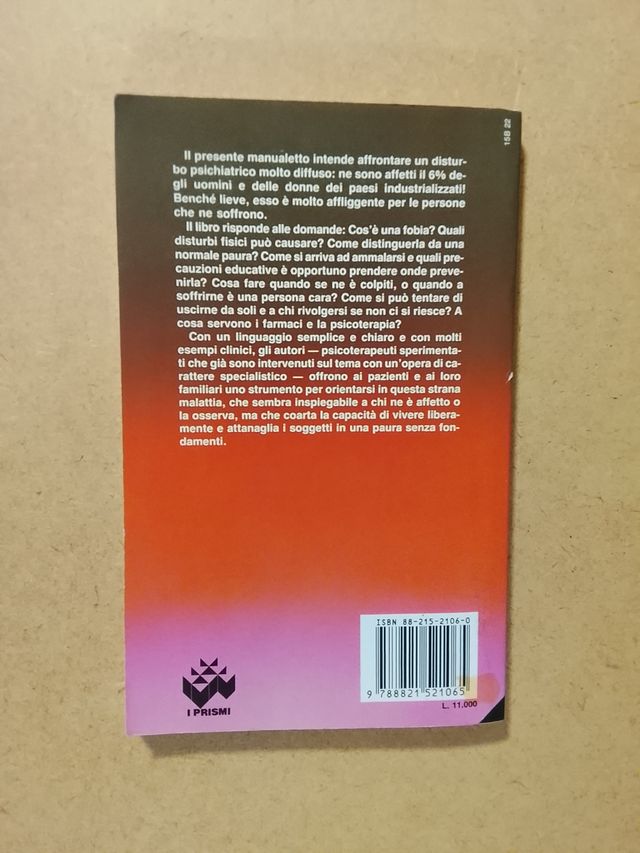 15B 22
Il presente manualetto intende affrontare un distur-
bo psichiatrico molto diffuso: ne sono affetti il 6% de-
gli uomini e delle donne dei paesi industrializzati!
Benché lieve, esso è molto affliggente per le persone
che ne soffrono.
Il libro risponde alle domande: Cos'è una fobia? Quali
disturbi fisici può causare? Come distinguerla da una
normale paura? Come si arriva ad ammalarsi e quali pre-
cauzioni educative è opportuno prendere onde preve-
nirla? Cosa fare quando se ne è colpiti, o quando a
soffrirne è una persona cara? Come si può tentare di
uscirne da soli e a chi rivolgersi se non ci si riesce? A
cosa servono i farmaci e la psicoterapia?
Con un linguaggio semplice e chiaro e con molti
esempi clinici, gli autori — psicoterapeuti sperimenta-
ti che già sono intervenuti sul tema con un'opera di ca-
rattere specialistico — offrono ai pazienti e ai loro
familiari uno strumento per orientarsi in questa strana
malattia, che sembra inspiegabile a chi ne è affetto o
la osserva, ma che coarta la capacità di vivere libera-
mente e attanaglia i soggetti in una paura senza fon-
damenti.
ISBN 88-215-2106-0
9 788821 521065
L. 11.000
I PRISMI